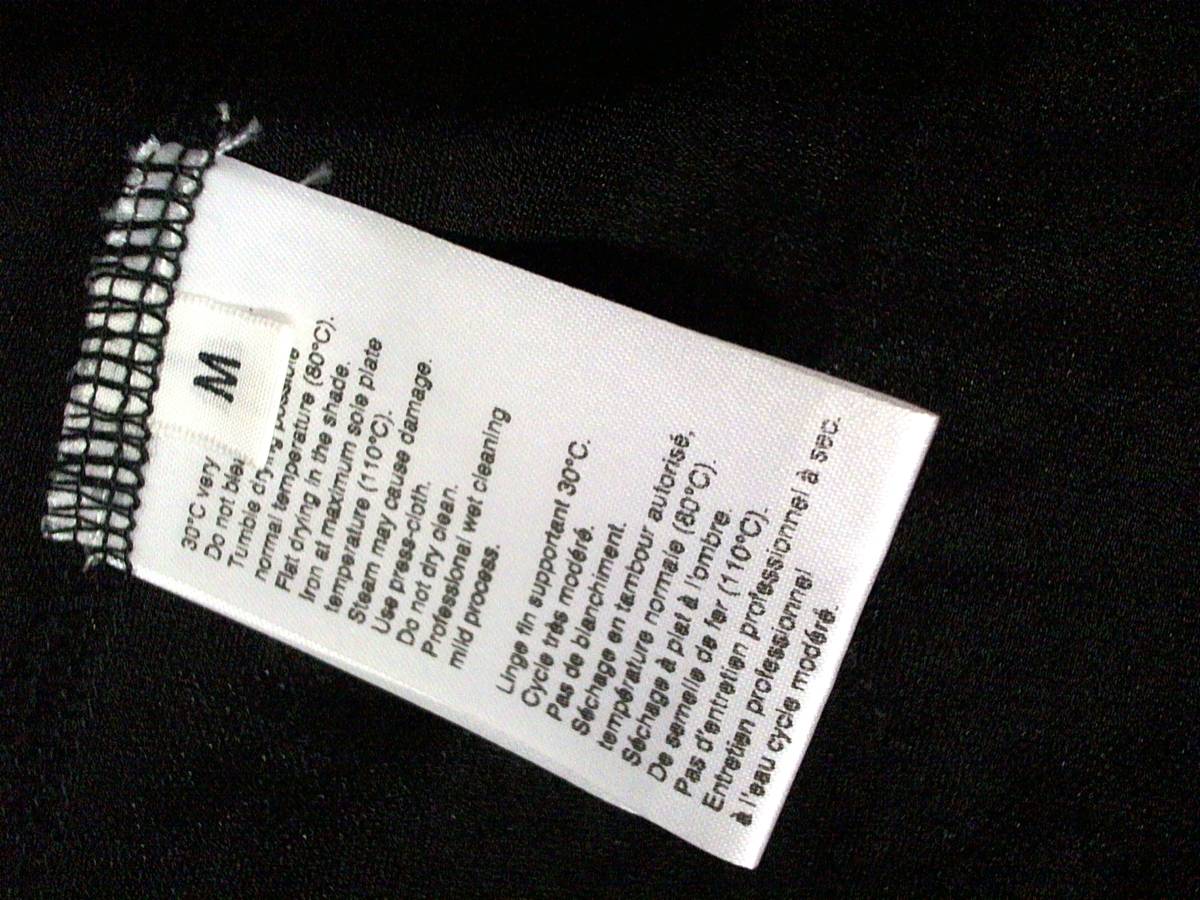 M
30°C very
Do not
Tumble possible
normal temperature (80°C).
Flat drying in the shade.
Iron at maximum sole plate
temperature (110°C).
Steam may cause damage.
Use press-cloth.
Do not dry clean.
Professional wet cleaning
mild process.
Linge fin supportant 30°C.
Cycle très modéré.
Pas de blanchiment.
Séchage en tambour autorisé,
température normale (80°C).
Séchage à plat à l'ombre.
De semelle de fer (110°C).
Pas d'entretien professionnel à sec.
Entretien professionnel
à l'eau cycle modéré.